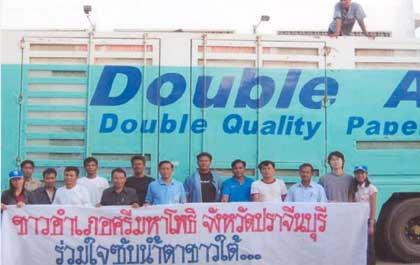 Double A
Double Quality Pape
ชาวอำเภอศรีมหาโพธิ จังหวัดปราจีนบุรี
ร่วมใจซับน้ำตาชาวใต้...